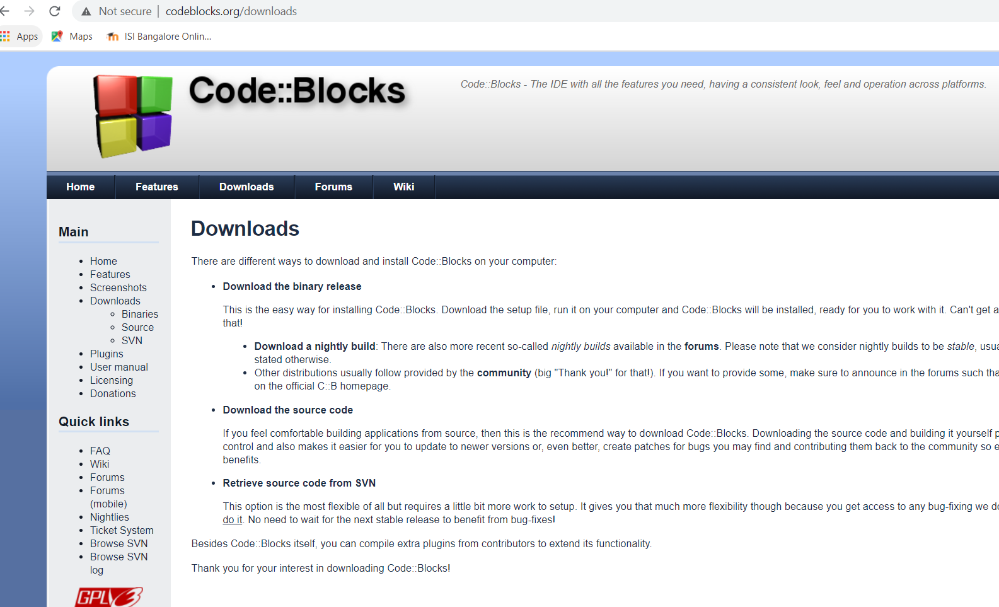 Not secure | codeblocks.org/downloads
Apps Maps ISI Bangalore Onlin...
Code::Blocks
Code::Blocks - The IDE with all the features you need, having a consistent look, feel and operation across platforms.
Home Features Downloads Forums Wiki
Main
Home
Features
Screenshots
Downloads
Binaries
Source
SVN
Plugins
User manual
Licensing
Donations
Quick links
FAQ
Wiki
Forums
Forums
(mobile)
Nightlies
Ticket System
Browse SVN
Browse SVN
log
GPLv3
Downloads
There are different ways to download and install Code::Blocks on your computer:
Download the binary release
This is the easy way for installing Code::Blocks. Download the setup file, run it on your computer and Code::Blocks will be installed, ready for you to work with it. Can't get a
that!
Download a nightly build: There are also more recent so-called nightly builds available in the forums. Please note that we consider nightly builds to be stable, usua
stated otherwise.
Other distributions usually follow provided by the community (big "Thank you!" for that!). If you want to provide some, make sure to announce in the forums such tha
on the official C::B homepage.
Download the source code
If you feel comfortable building applications from source, then this is the recommend way to download Code::Blocks. Downloading the source code and building it yourself p
control and also makes it easier for you to update to newer versions or, even better, create patches for bugs you may find and contributing them back to the community so e
benefits.
Retrieve source code from SVN
This option is the most flexible of all but requires a little bit more work to setup. It gives you that much more flexibility though because you get access to any bug-fixing we do
do it. No need to wait for the next stable release to benefit from bug-fixes!
Besides Code::Blocks itself, you can compile extra plugins from contributors to extend its functionality.
Thank you for your interest in downloading Code::Blocks!